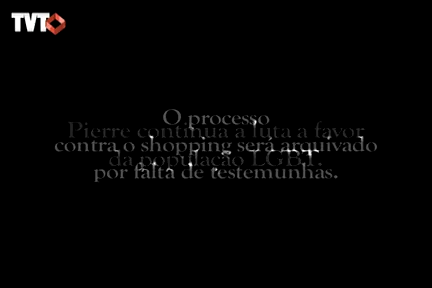 TVT
O processo
Pierre continua a luta a favor
contra o shopping será arquivado
da população LGBT.
por falta de testemunhas.